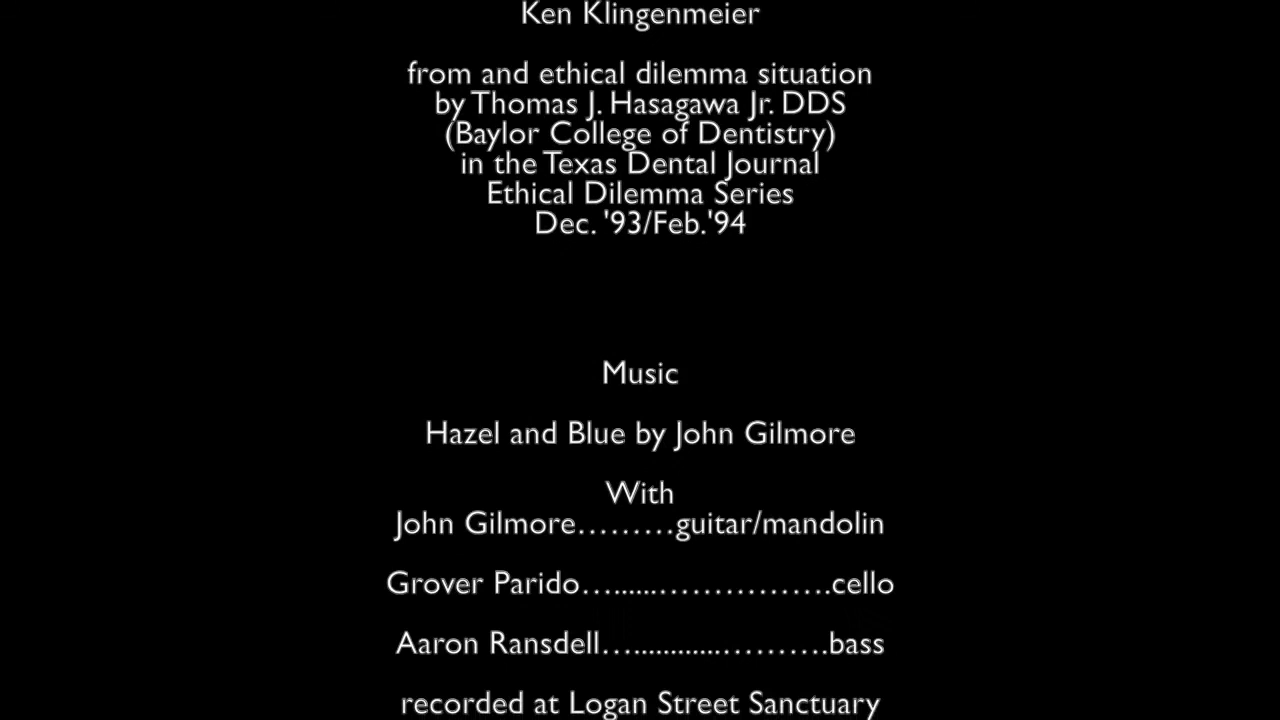 Ken Klingenmeier
from and ethical dilemma situation
by Thomas J. Hasagawa Jr. DDS
(Baylor College of Dentistry)
in the Texas Dental Journal
Ethical Dilemma Series
Dec. '93/Feb.'94
Music
Hazel and Blue by John Gilmore
With
John Gilmore………guitar/mandolin
Grover Parido…......…………….cello
Aaron Ransdell…............……….bass
recorded at Logan Street Sanctuary